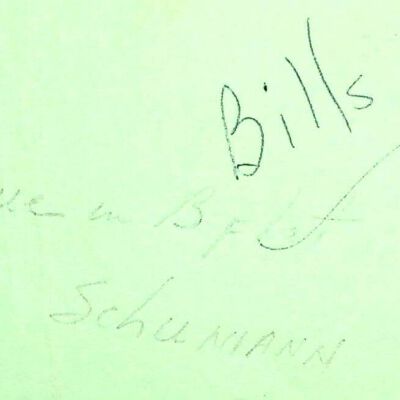 Bills
in B flat
Schumann